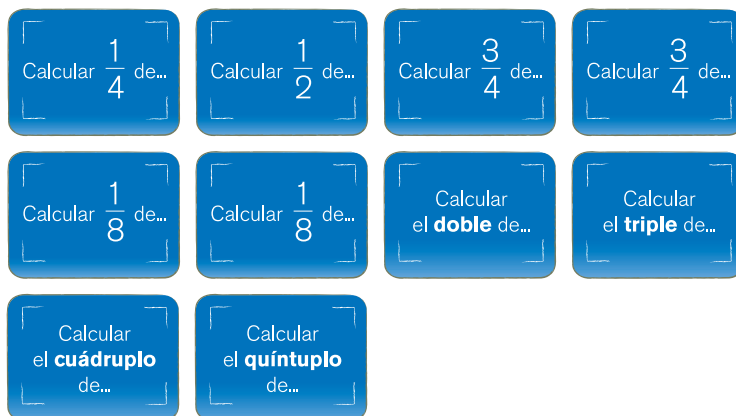 Calcular 1/4 de...
Calcular 1/2 de...
Calcular 3/4 de...
Calcular 3/4 de...
Calcular 1/8 de...
Calcular 1/8 de...
Calcular
el doble de...
Calcular
el triple de...
Calcular
el cuádruplo
de...
Calcular
el quíntuplo
de...